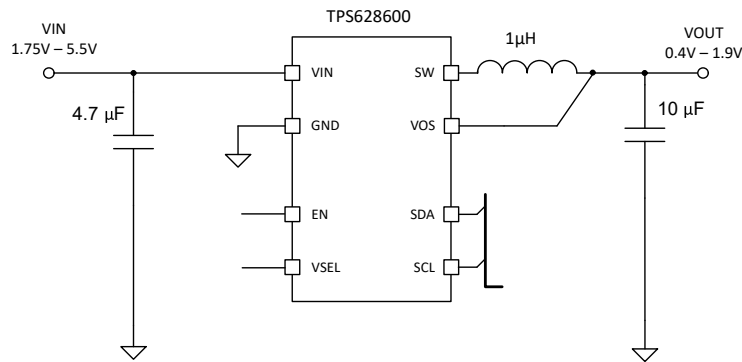 TPS628600
VIN
1.75V – 5.5V
1µH
VOUT
0.4V – 1.9V
VIN
SW
4.7 µF
10 µF
GND
VOS
EN
SDA
VSEL
SCL